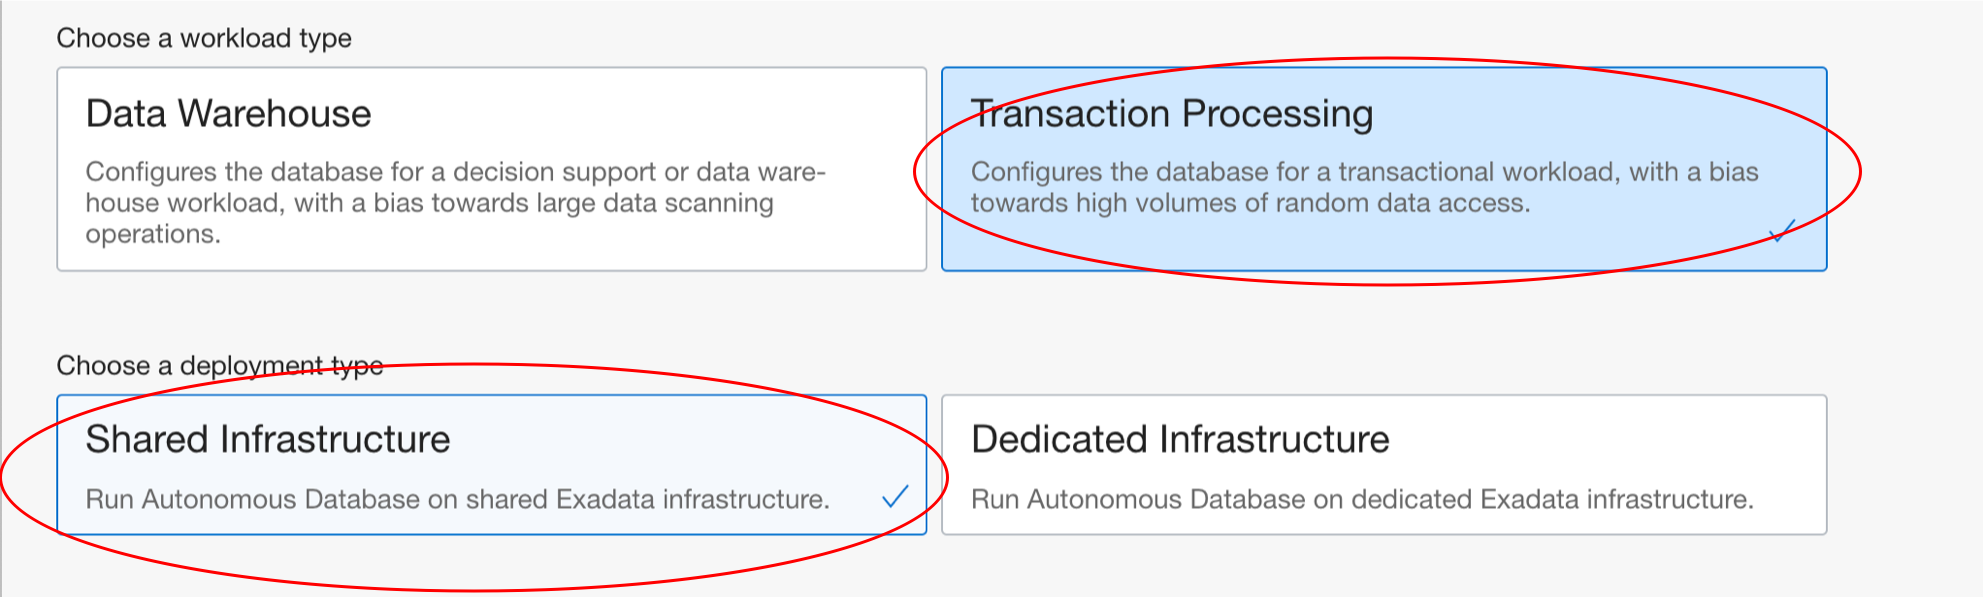 Choose a workload type
Data Warehouse
Configures the database for a decision support or data ware-
house workload, with a bias towards large data scanning
operations.
Transaction Processing
Configures the database for a transactional workload, with a bias
towards high volumes of random data access.
Choose a deployment type
Shared Infrastructure
Run Autonomous Database on shared Exadata infrastructure.
Dedicated Infrastructure
Run Autonomous Database on dedicated Exadata infrastructure.